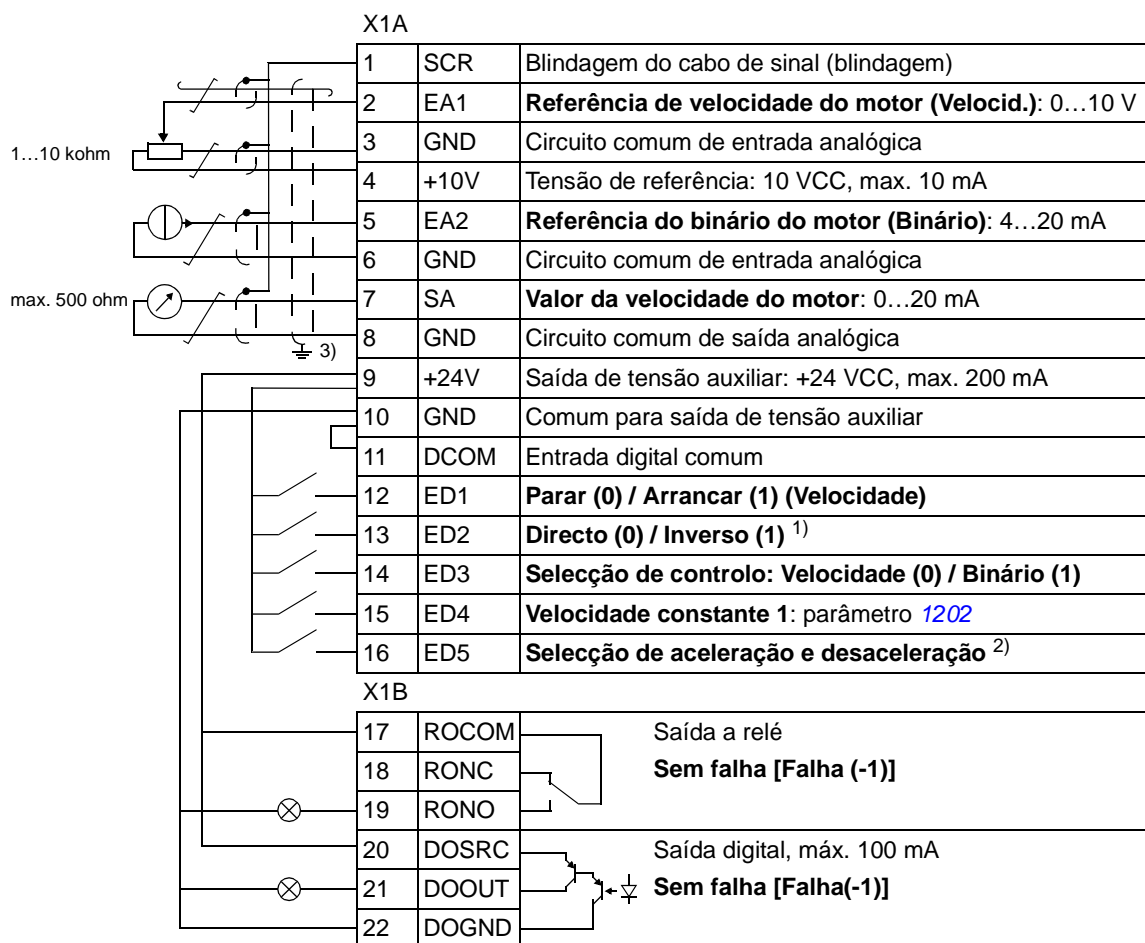 X1A
1 SCR Blindagem do cabo de sinal (blindagem)
2 EA1 Referência de velocidade do motor (Velocid.): 0…10 V
1…10 kohm
3 GND Circuito comum de entrada analógica
4 +10V Tensão de referência: 10 VCC, max. 10 mA
5 EA2 Referência do binário do motor (Binário): 4…20 mA
6 GND Circuito comum de entrada analógica
max. 500 ohm
7 SA Valor da velocidade do motor: 0…20 mA
8 GND Circuito comum de saída analógica
3)
9 +24V Saída de tensão auxiliar: +24 VCC, max. 200 mA
10 GND Comum para saída de tensão auxiliar
11 DCOM Entrada digital comum
12 ED1 Parar (0) / Arrancar (1) (Velocidade)
13 ED2 Directo (0) / Inverso (1) 1)
14 ED3 Selecção de controlo: Velocidade (0) / Binário (1)
15 ED4 Velocidade constante 1: parâmetro 1202
16 ED5 Selecção de aceleração e desaceleração 2)
X1B
17 ROCOM Saída a relé
18 RONC Sem falha [Falha (-1)]
19 RONO
20 DOSRC Saída digital, máx. 100 mA
21 DOOUT Sem falha [Falha(-1)]
22 DOGND